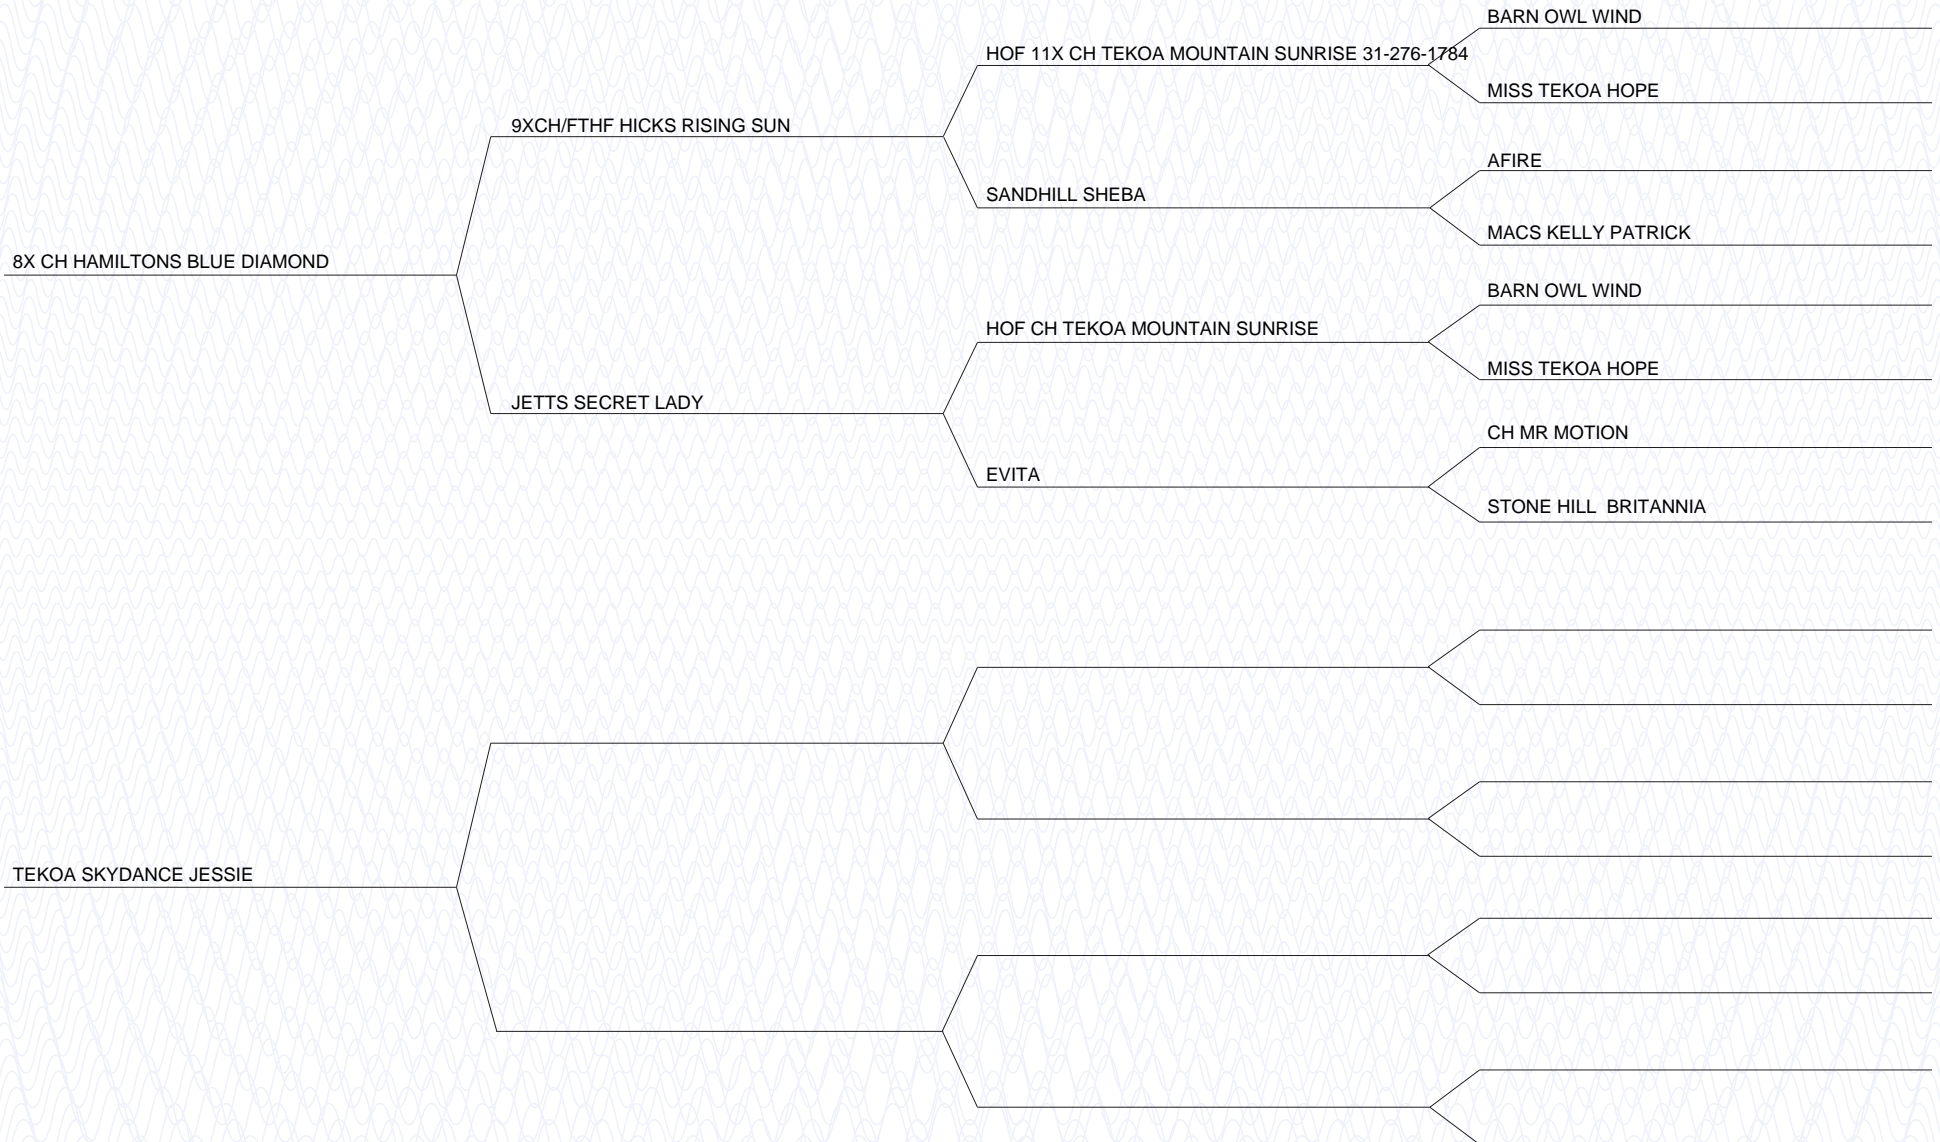 BARN OWL WIND
HOF 11X CH TEKOA MOUNTAIN SUNRISE 31-276-1784
MISS TEKOA HOPE
9XCH/FTHF HICKS RISING SUN
AFIRE
SANDHILL SHEBA
MACS KELLY PATRICK
8X CH HAMILTONS BLUE DIAMOND
BARN OWL WIND
HOF CH TEKOA MOUNTAIN SUNRISE
MISS TEKOA HOPE
JETTS SECRET LADY
CH MR MOTION
EVITA
STONE HILL  BRITANNIA
TEKOA SKYDANCE JESSIE